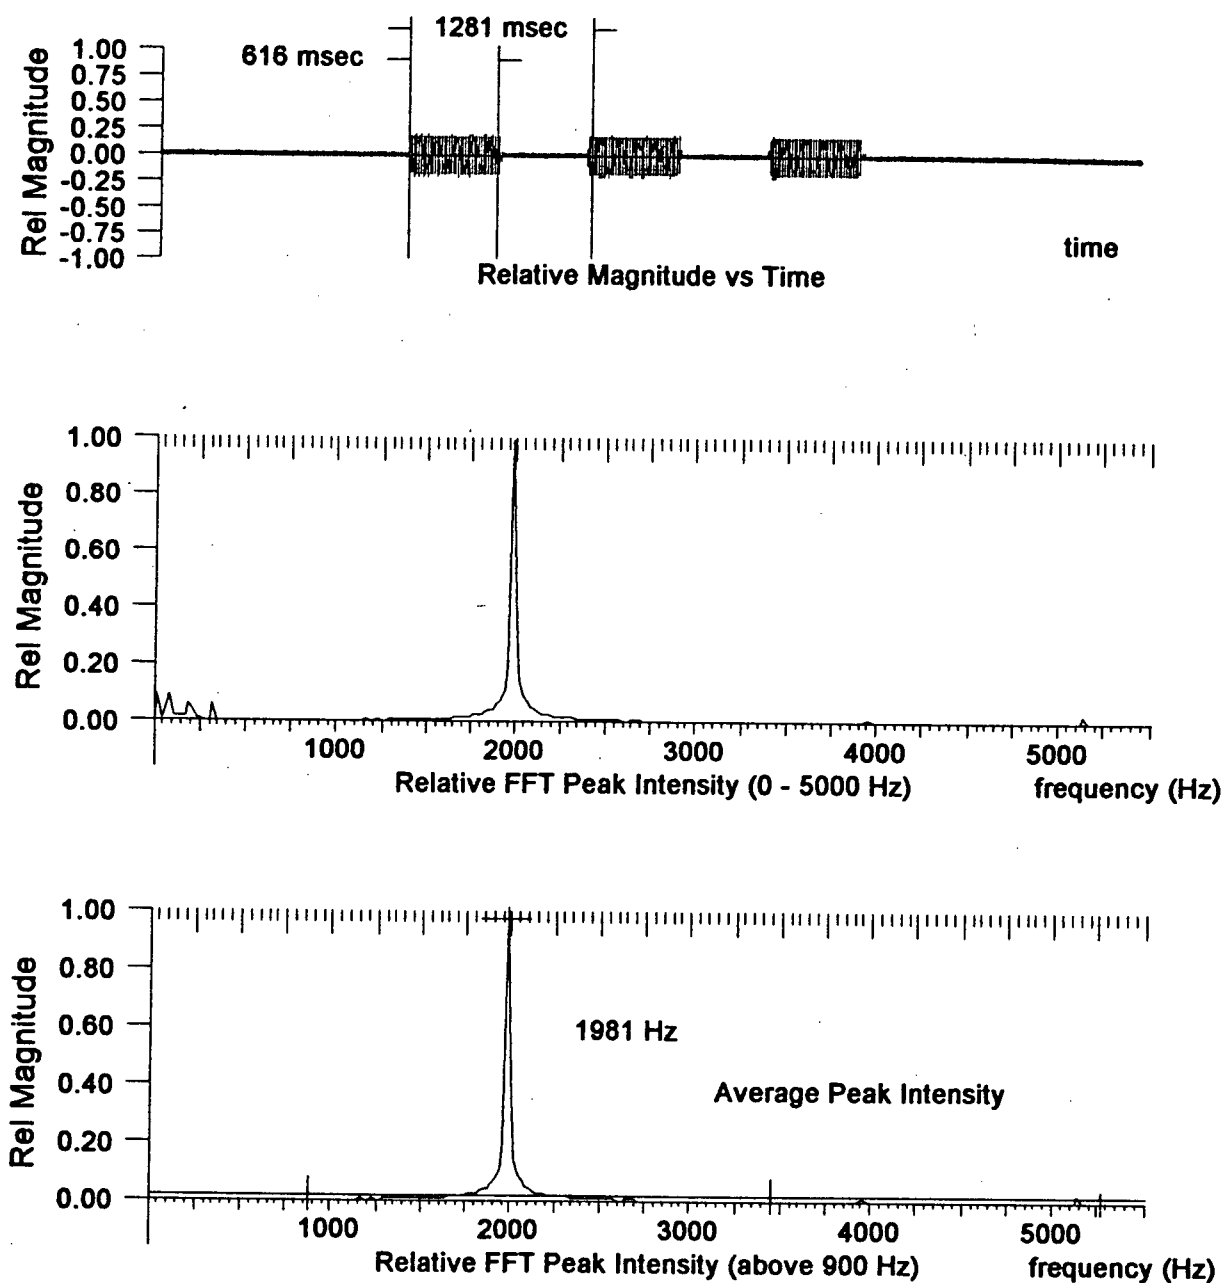 1281 msec
616 msec
1.00
0.75
0.50
0.25
0.00
-0.25
-0.50
-0.75
-1.00
Rel Magnitude
time
Relative Magnitude vs Time
1.00
0.80
0.60
0.40
0.20
0.00
Rel Magnitude
1000 2000 3000 4000 5000
Relative FFT Peak Intensity (0 - 5000 Hz) frequency (Hz)
1.00
0.80
0.60
0.40
0.20
0.00
Rel Magnitude
1981 Hz
Average Peak Intensity
1000 2000 3000 4000 5000
Relative FFT Peak Intensity (above 900 Hz) frequency (Hz)